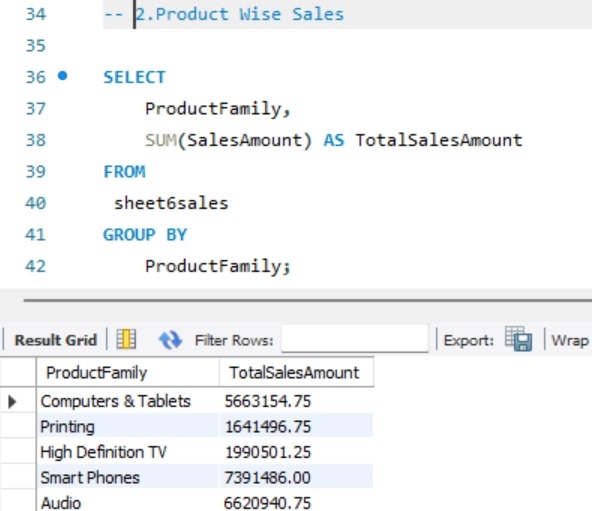 34 -- 2.Product Wise Sales
35
36 SELECT
37 ProductFamily,
38 SUM(SalesAmount) AS TotalSalesAmount
39 FROM
40 sheet6sales
41 GROUP BY
42 ProductFamily;
Result Grid Filter Rows: Export: Wrap
ProductFamily TotalSalesAmount
Computers & Tablets 5663154.75
Printing 1641496.75
High Definition TV 1990501.25
Smart Phones 7391486.00
Audio 6620940.75